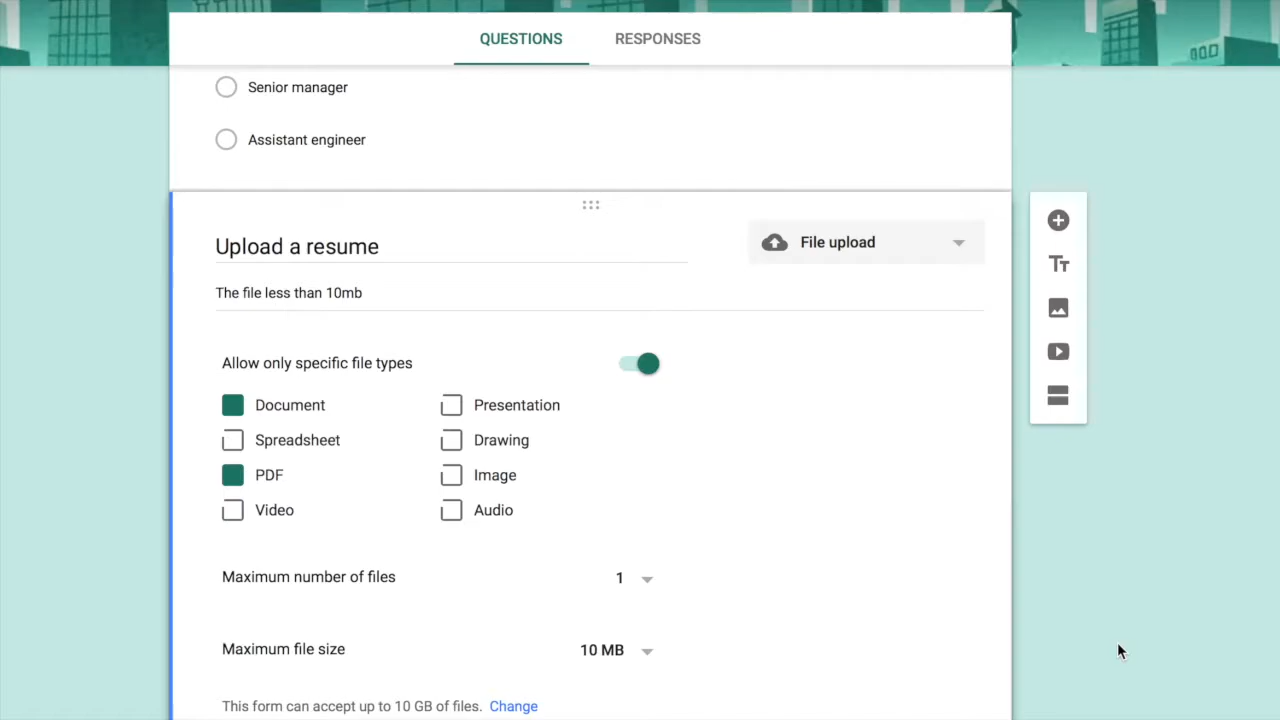 QUESTIONS RESPONSES
Senior manager
Assistant engineer
Upload a resume
File upload
The file less than 10mb
Allow only specific file types
Document Presentation
Spreadsheet Drawing
PDF Image
Video Audio
Maximum number of files 1
Maximum file size 10 MB
This form can accept up to 10 GB of files. Change